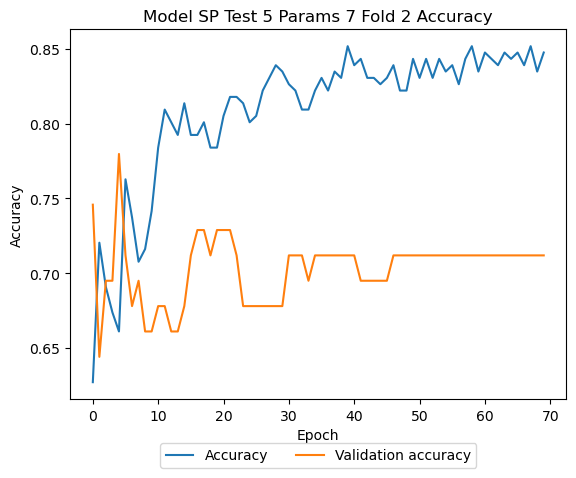 Model SP Test 5 Params 7 Fold 2 Accuracy
0.85
0.80
0.75
0.70
0.65
Accuracy
0 10 20 30 40 50 60 70
Epoch
Accuracy Validation accuracy